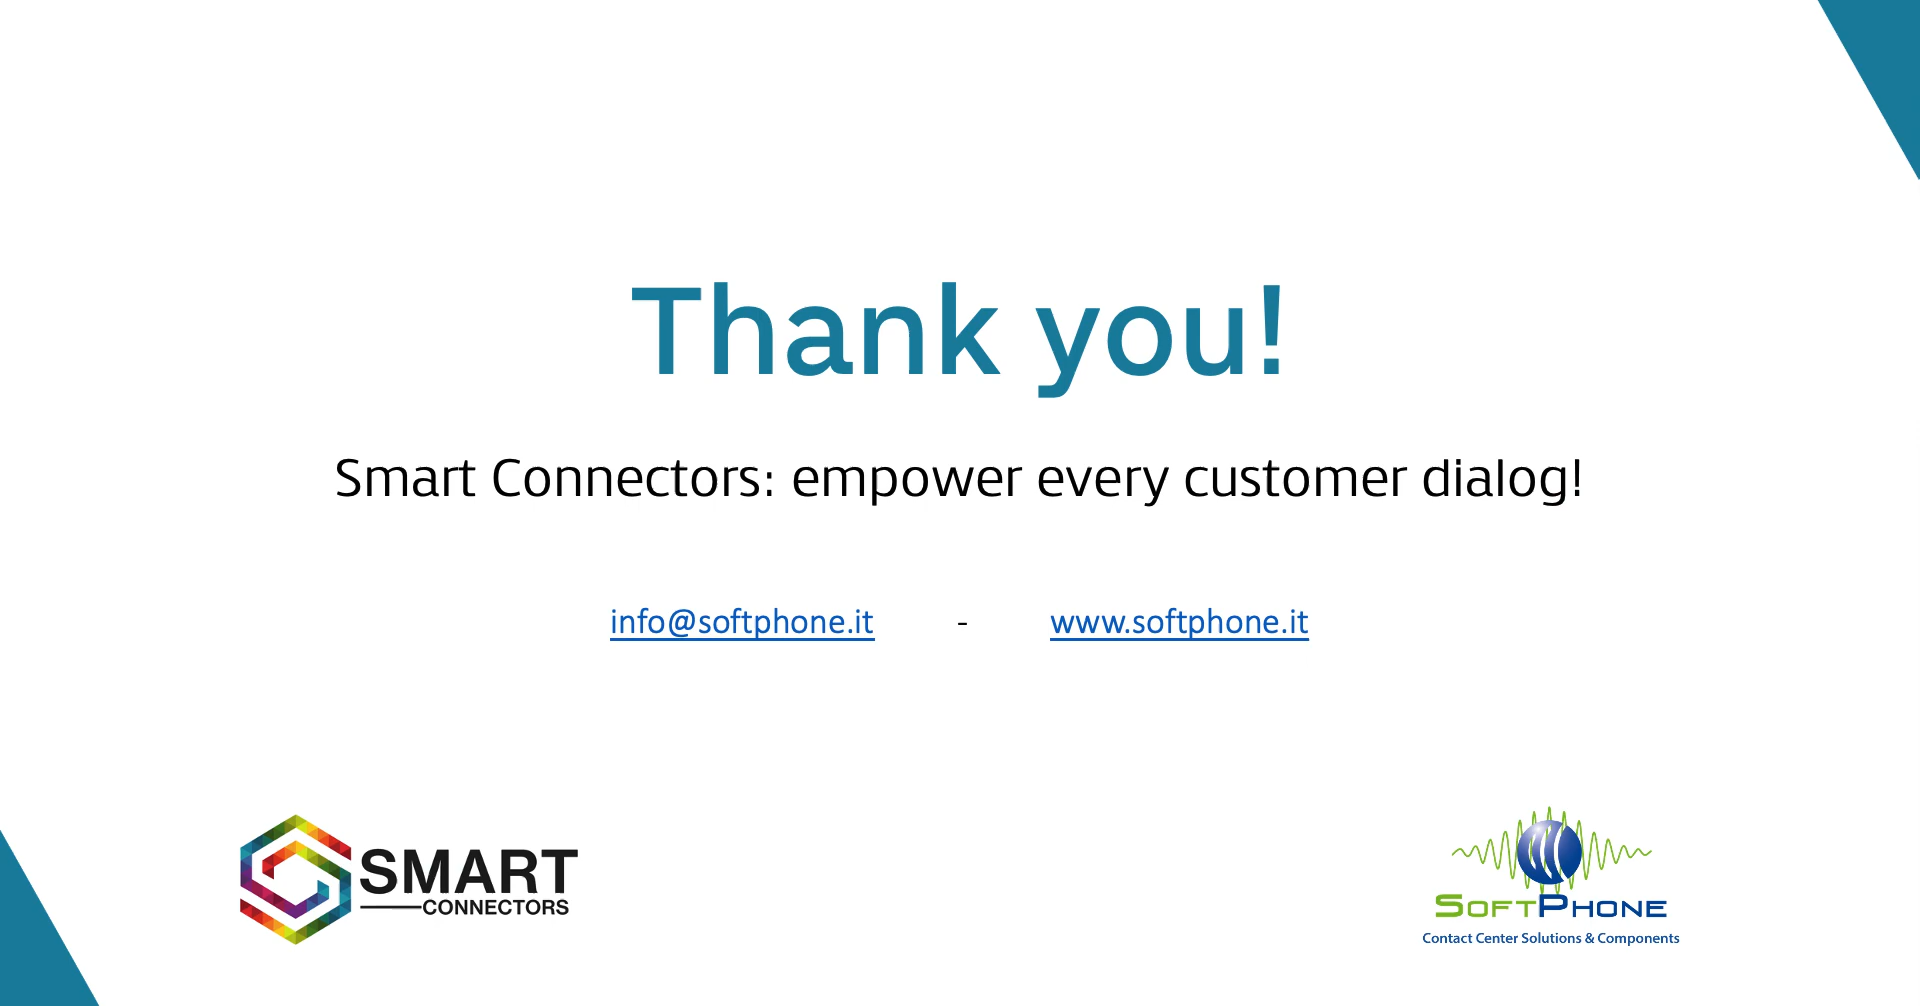 Thank you!
Smart Connectors: empower every customer dialog!
info@softphone.it - www.softphone.it
SMART
CONNECTORS
SOFTPHONE
Contact Center Solutions & Components